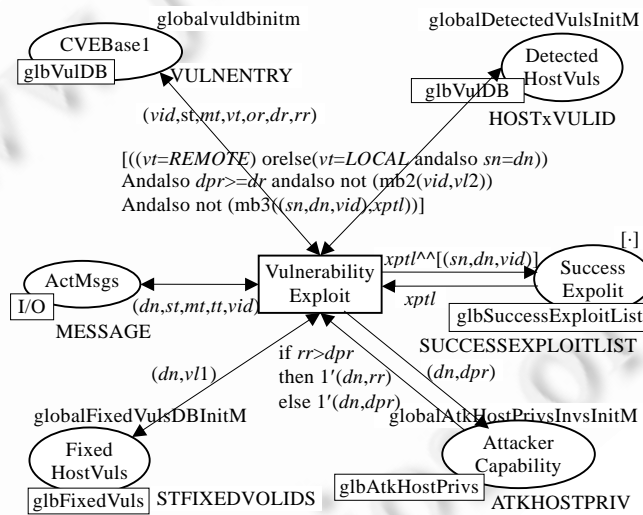 globalvuldbinitm
CVEBase1
glbVulDB
VULNENTRY
globalDetectedVulsInitM
Detected
HostVuls
glbVulDB
HOSTxVULID
(vid,st,mt,vt,or,dr,rr)
[((vt=REMOTE) orelse(vt=LOCAL andalso sn=dn))
Andalso dpr>=dr andalso not (mb2(vid,vl2))
Andalso not (mb3((sn,dn,vid),xptl))]
ActMsgs
I/O
MESSAGE
(dn,st,mt,tt,vid)
Vulnerability
Exploit
xptl^^[(sn,dn,vid)]
xptl
[·]
Success
Expolit
glbSuccessExploitList
SUCCESSEXPLOITLIST
(dn,vl1)
if rr>dpr
then 1′(dn,rr)
else 1′(dn,dpr)
(dn,dpr)
globalFixedVulsDBInitM
Fixed
HostVuls
glbFixedVuls
STFIXEDVOLIDS
globalAtkHostPrivsInvsInitM
Attacker
Capability
glbAtkHostPrivs
ATKHOSTPRIV